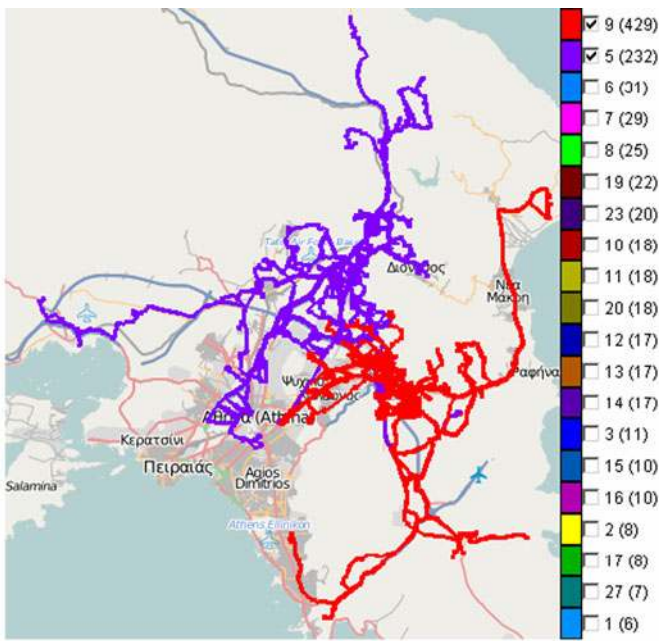 Διόνυσος
Νέα
Μάκρη
Ραφήνα
Αθήνα (Athina)
Κερατσίνι
Πειραιάς
Salamina
Agios
Dimitrios
Athens Ellinikon
9 (429)
5 (232)
6 (31)
7 (29)
8 (25)
19 (22)
23 (20)
10 (18)
11 (18)
20 (18)
12 (17)
13 (17)
14 (17)
3 (11)
15 (10)
16 (10)
2 (8)
17 (8)
27 (7)
1 (6)